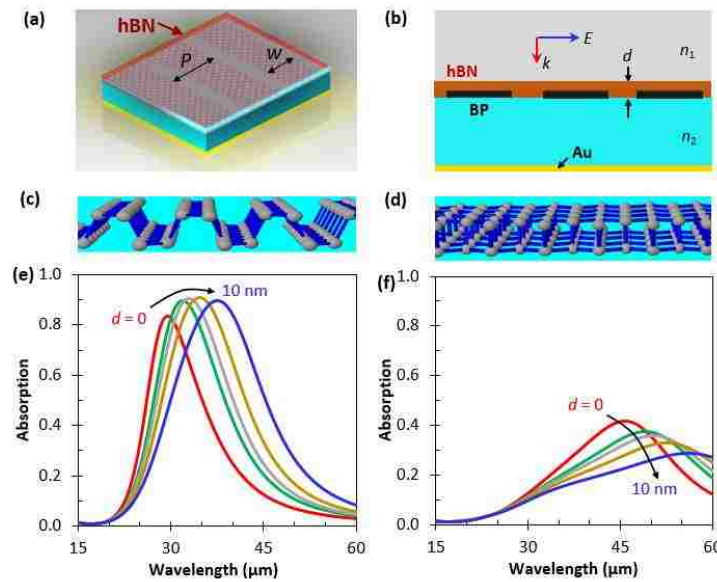 (a)
hBN
P
w
(b)
E
k
d
n1
hBN
BP
n2
Au
(c)
(d)
(e)
1.0
0.8
0.6
0.4
0.2
0.0
Absorption
d = 0
10 nm
15 30 45 60
Wavelength (µm)
(f)
1.0
0.8
0.6
0.4
0.2
0.0
Absorption
d = 0
10 nm
15 30 45 60
Wavelength (µm)